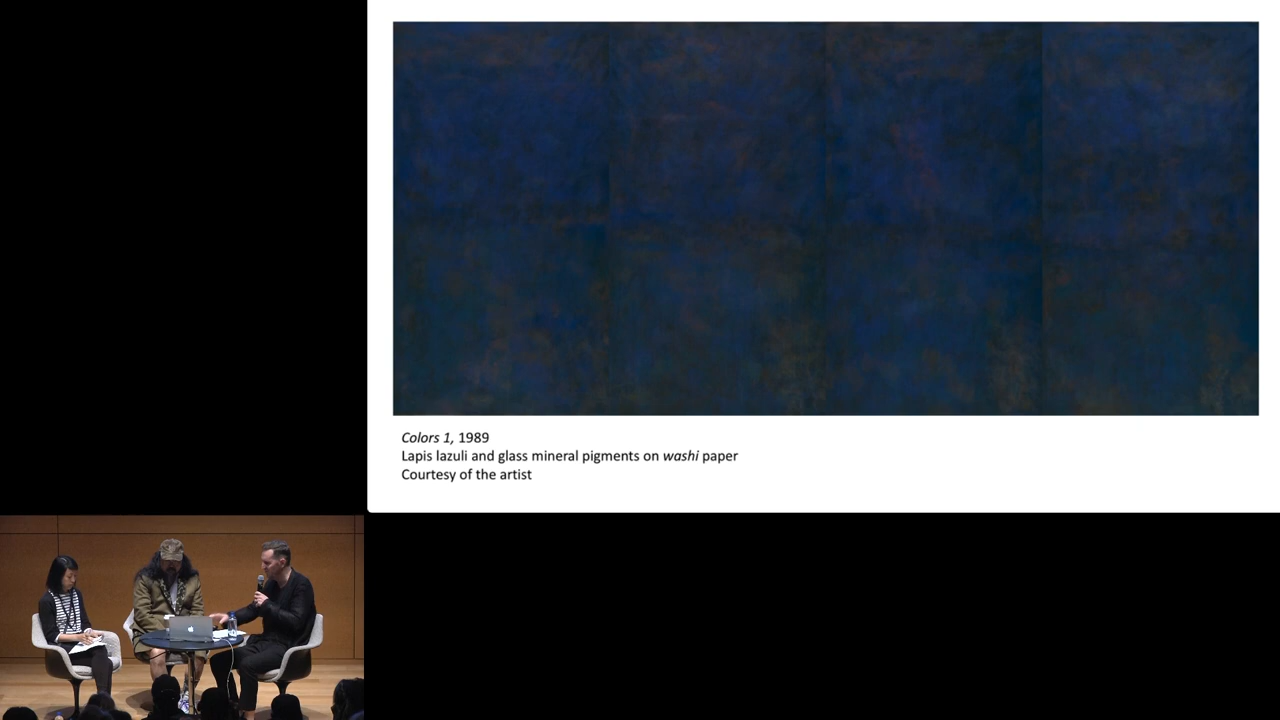 Colors 1, 1989
Lapis lazuli and glass mineral pigments on washi paper
Courtesy of the artist